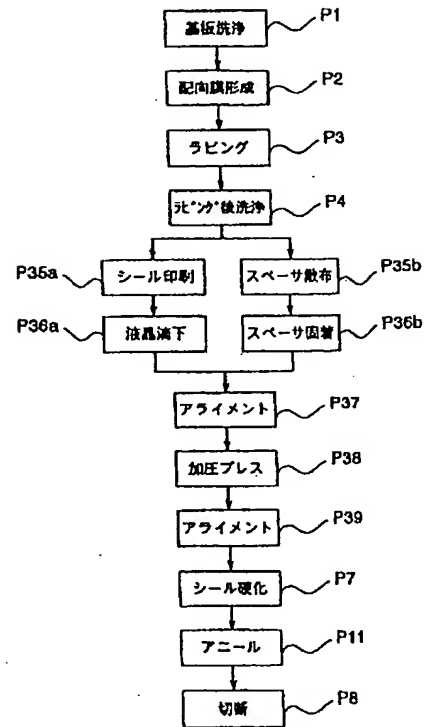 基板洗浄 P1
配向膜形成 P2
ラビング P3
ラビング後洗浄 P4
P35a シール印刷 スペーサ散布 P35b
P36a 液晶滴下 スペーサ固着 P36b
アライメント P37
加圧プレス P38
アライメント P39
シール硬化 P7
アニール P11
切断 P8